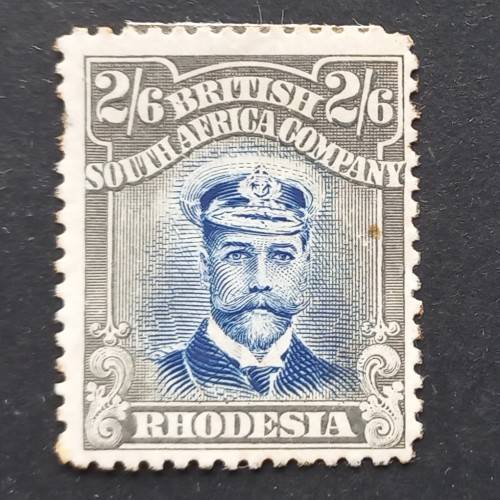 2/6 BRITISH 2/6
SOUTH AFRICA COMPANY
RHODESIA